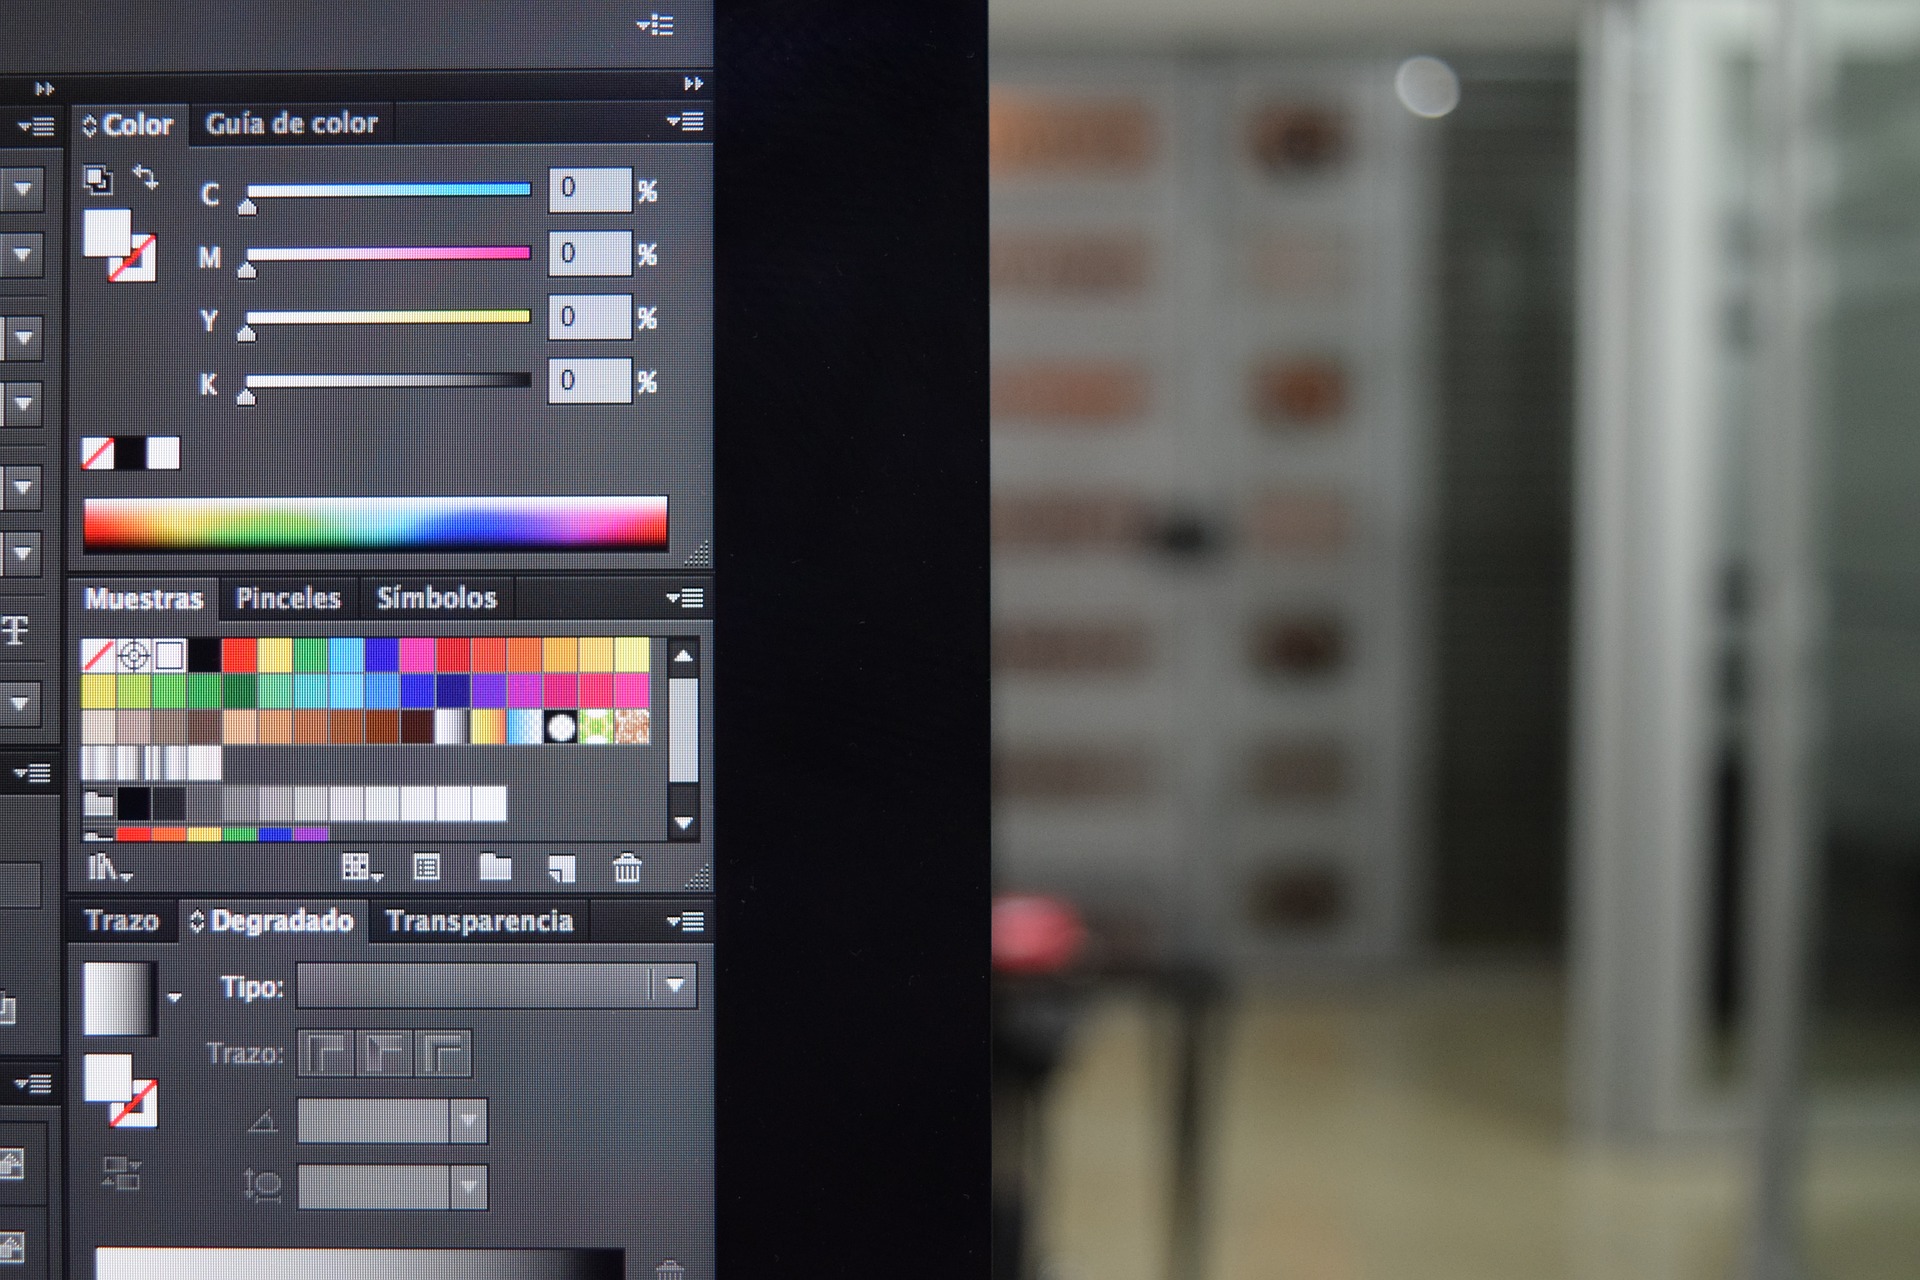 Color Guía de color
C 0 %
M 0 %
Y 0 %
K 0 %
Muestras Pinceles Símbolos
T
Trazo Degradado Transparencia
Tipo:
Trazo: